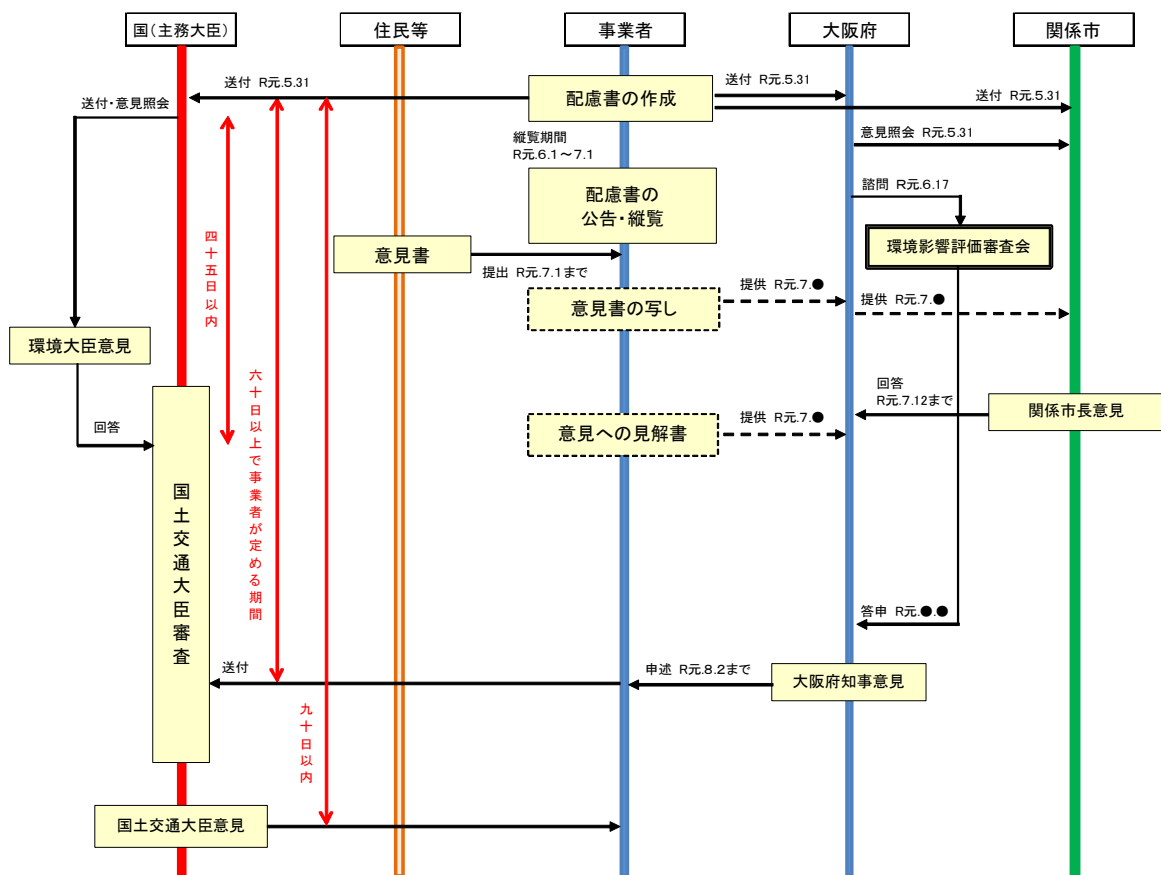 国（主務大臣）
住民等
事業者
大阪府
関係市
送付 R元.5.31
配慮書の作成
送付 R元.5.31
送付 R元.5.31
送付・意見照会
意見照会 R元.5.31
縦覧期間
R元.6.1～7.1
配慮書の
公告・縦覧
諮問 R元.6.17
環境影響評価審査会
意見書
提出 R元.7.1まで
四十五日以内
意見書の写し
提供 R元.7.●
提供 R元.7.●
環境大臣意見
回答
六十日以上で事業者が定める期間
回答
R元.7.12まで
関係市長意見
意見への見解書
提供 R元.7.●
国土交通大臣審査
答申 R元.●.●
送付
申述 R元.8.2まで
大阪府知事意見
九十日以内
国土交通大臣意見